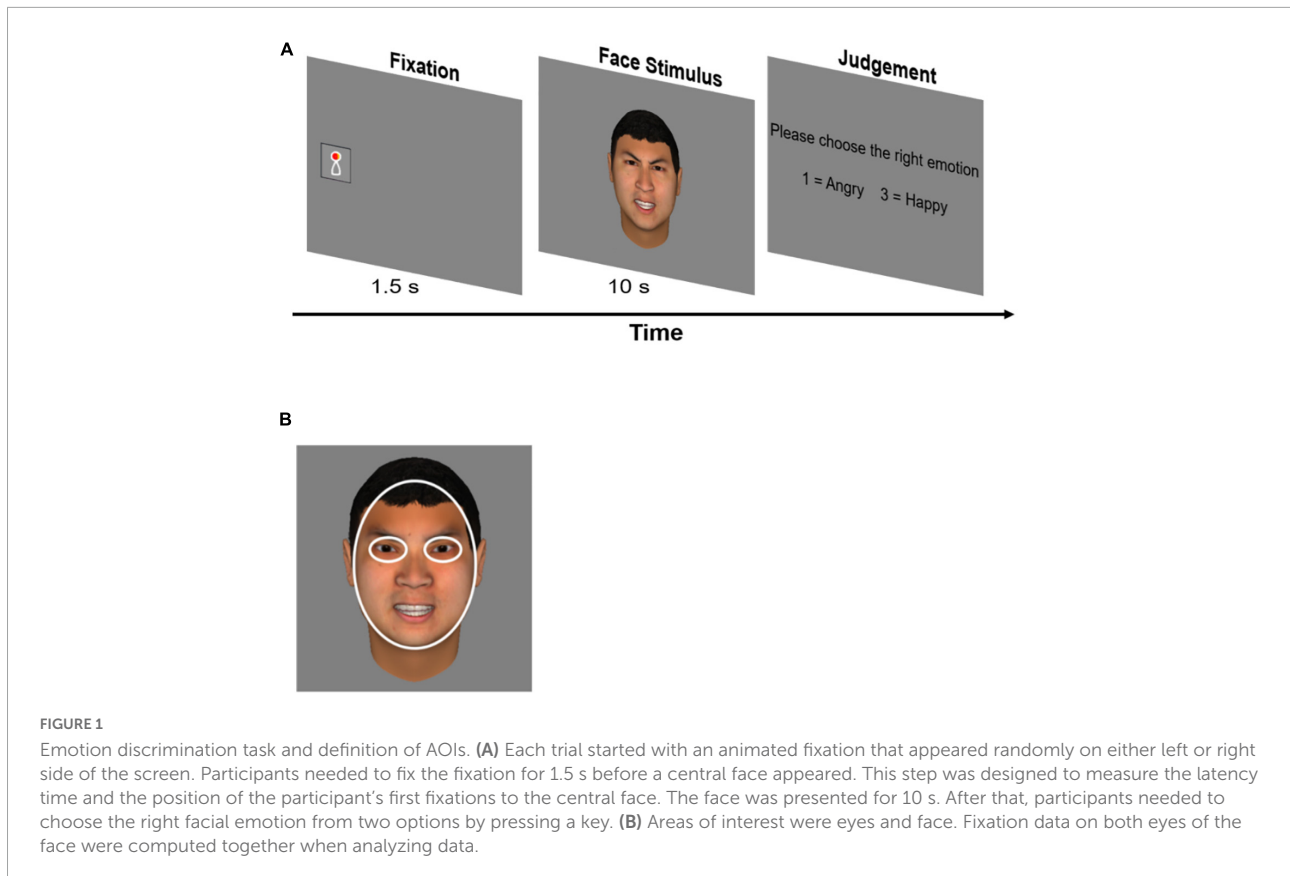 A
Fixation
Face Stimulus
Judgement
Please choose the right emotion
1 = Angry 3 = Happy
1.5 s
10 s
Time
B
FIGURE 1
Emotion discrimination task and definition of AOIs. (A) Each trial started with an animated fixation that appeared randomly on either left or right
side of the screen. Participants needed to fix the fixation for 1.5 s before a central face appeared. This step was designed to measure the latency
time and the position of the participant's first fixations to the central face. The face was presented for 10 s. After that, participants needed to
choose the right facial emotion from two options by pressing a key. (B) Areas of interest were eyes and face. Fixation data on both eyes of the
face were computed together when analyzing data.